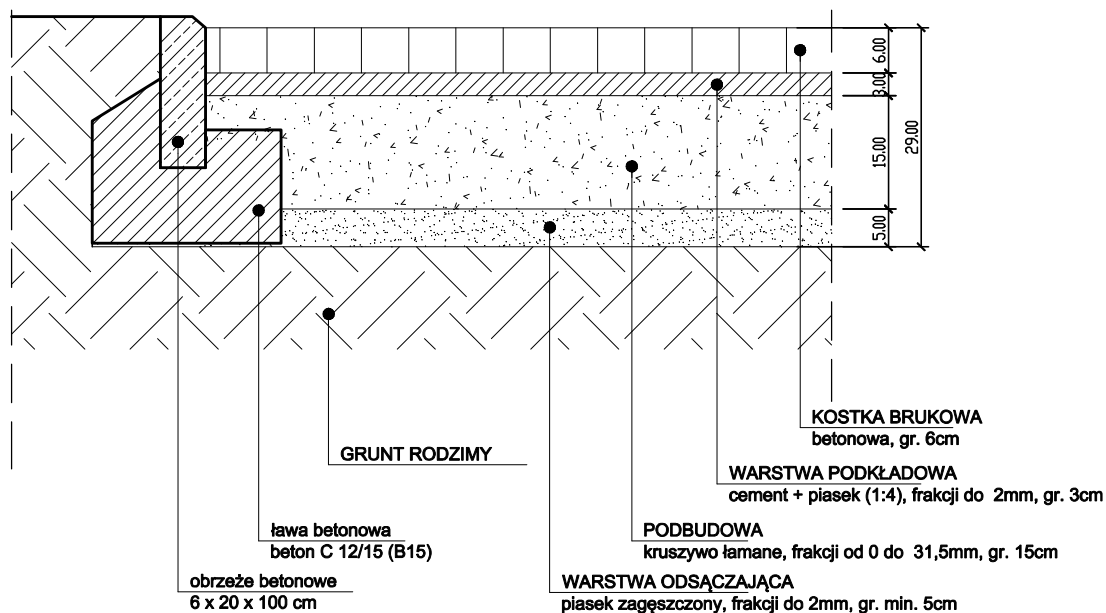 6.00
3.00
15.00
5.00
29.00
KOSTKA BRUKOWA
betonowa, gr. 6cm
GRUNT RODZIMY
WARSTWA PODKŁADOWA
cement + piasek (1:4), frakcji do 2mm, gr. 3cm
ława betonowa
beton C 12/15 (B15)
PODBUDOWA
kruszywo łamane, frakcji od 0 do 31,5mm, gr. 15cm
obrzeże betonowe
6 x 20 x 100 cm
WARSTWA ODSĄCZAJĄCA
piasek zagęszczony, frakcji do 2mm, gr. min. 5cm